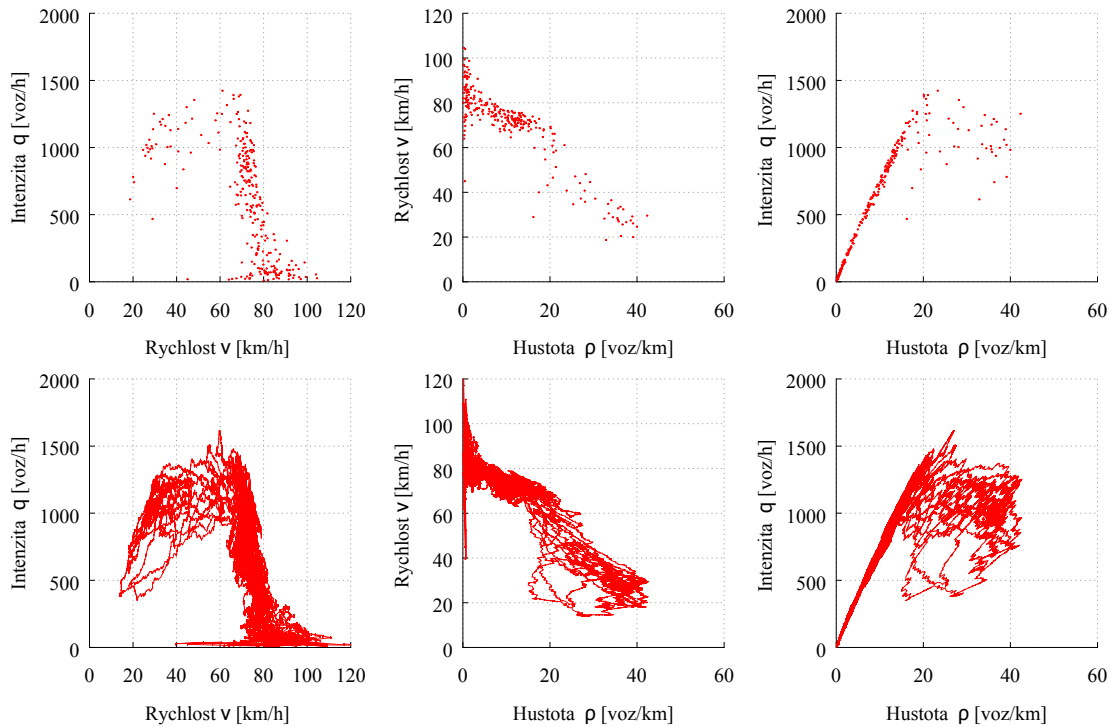 2000
1500
1000
500
0
Intenzita q [voz/h]
0 20 40 60 80 100 120
Rychlost v [km/h]
120
100
80
60
40
20
0
Rychlost v [km/h]
0 20 40 60
Hustota ρ [voz/km]
2000
1500
1000
500
0
Intenzita q [voz/h]
0 20 40 60
Hustota ρ [voz/km]
2000
1500
1000
500
0
Intenzita q [voz/h]
0 20 40 60 80 100 120
Rychlost v [km/h]
120
100
80
60
40
20
0
Rychlost v [km/h]
0 20 40 60
Hustota ρ [voz/km]
2000
1500
1000
500
0
Intenzita q [voz/h]
0 20 40 60
Hustota ρ [voz/km]